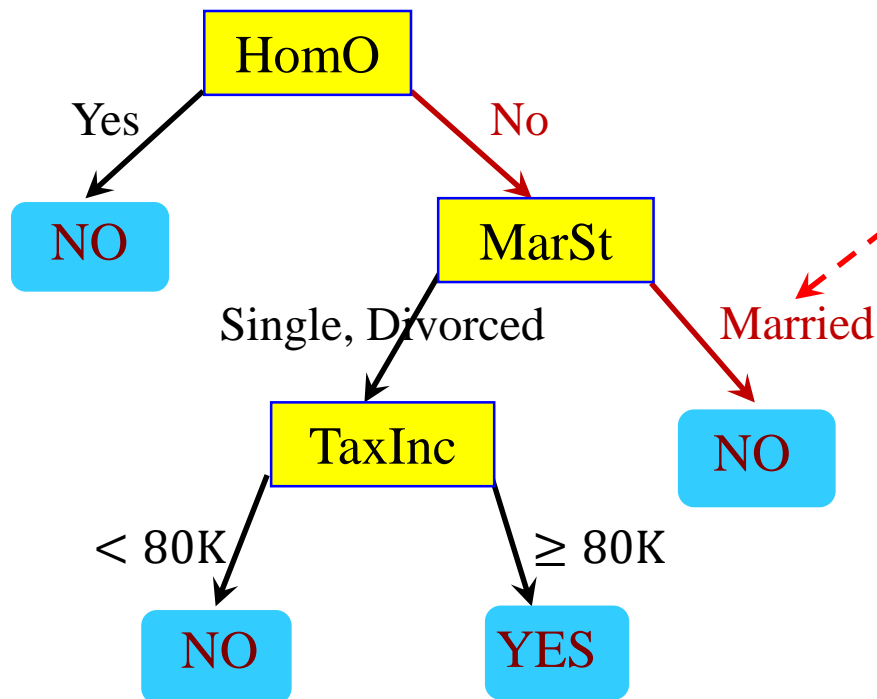 HomO
Yes
No
NO
MarSt
Single, Divorced
Married
TaxInc
NO
< 80K
≥ 80K
NO
YES